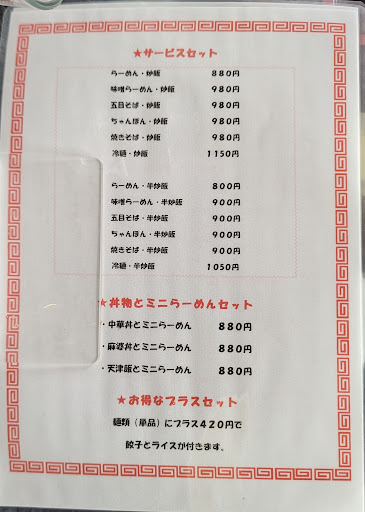 ★サービスセット
らーめん・炒飯 880円
味噌らーめん・炒飯 980円
五目そば・炒飯 980円
ちゃんぽん・炒飯 980円
焼きそば・炒飯 980円
冷麺・炒飯 1150円
らーめん・半炒飯 800円
味噌らーめん・半炒飯 900円
五目そば・半炒飯 900円
ちゃんぽん・半炒飯 900円
焼きそば・半炒飯 900円
冷麺・半炒飯 1050円
★丼物とミニらーめんセット
・中華丼とミニらーめん 880円
・麻婆丼とミニらーめん 880円
・天津飯とミニらーめん 880円
★お得なプラスセット
麺類（単品）にプラス420円で
餃子とライスが付きます。